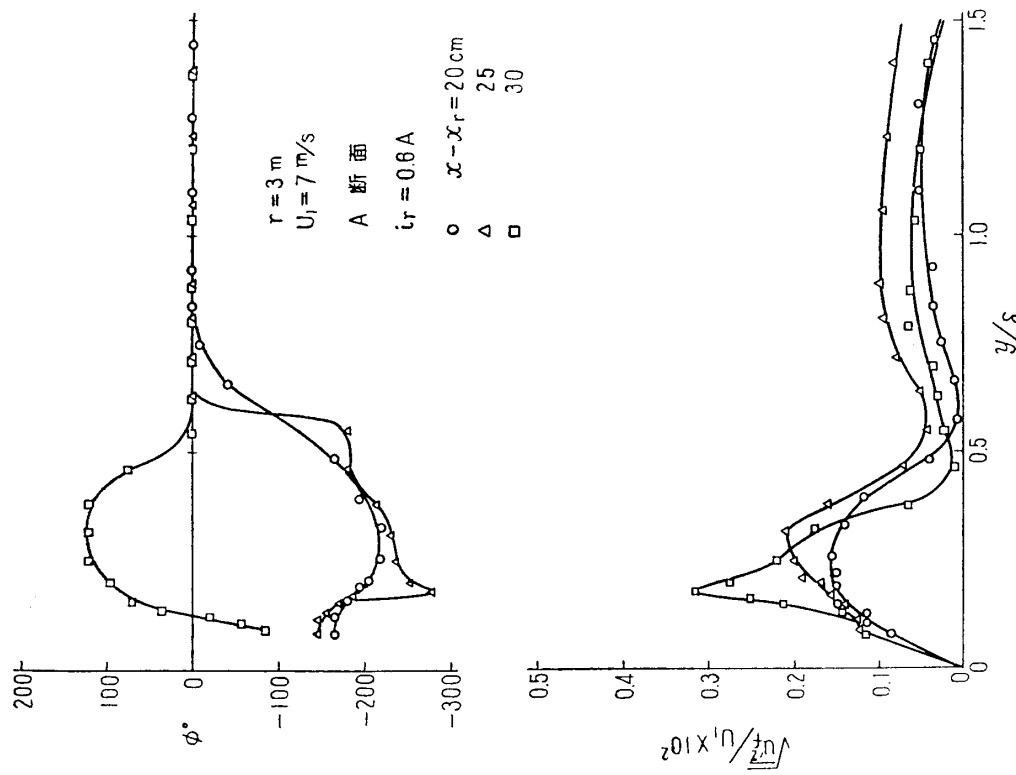 200
100
0
-100
-200
-300
φ°
r = 3 m
U₁ = 7 m/s
A 断面
iᵣ = 0.6 A
○ x - xᵣ = 20 cm
△ 25
□ 30
0.5
0.4
0.3
0.2
0.1
0
√u'_f²/U₁ × 10²
0
0.5
1.0
1.5
y/δ